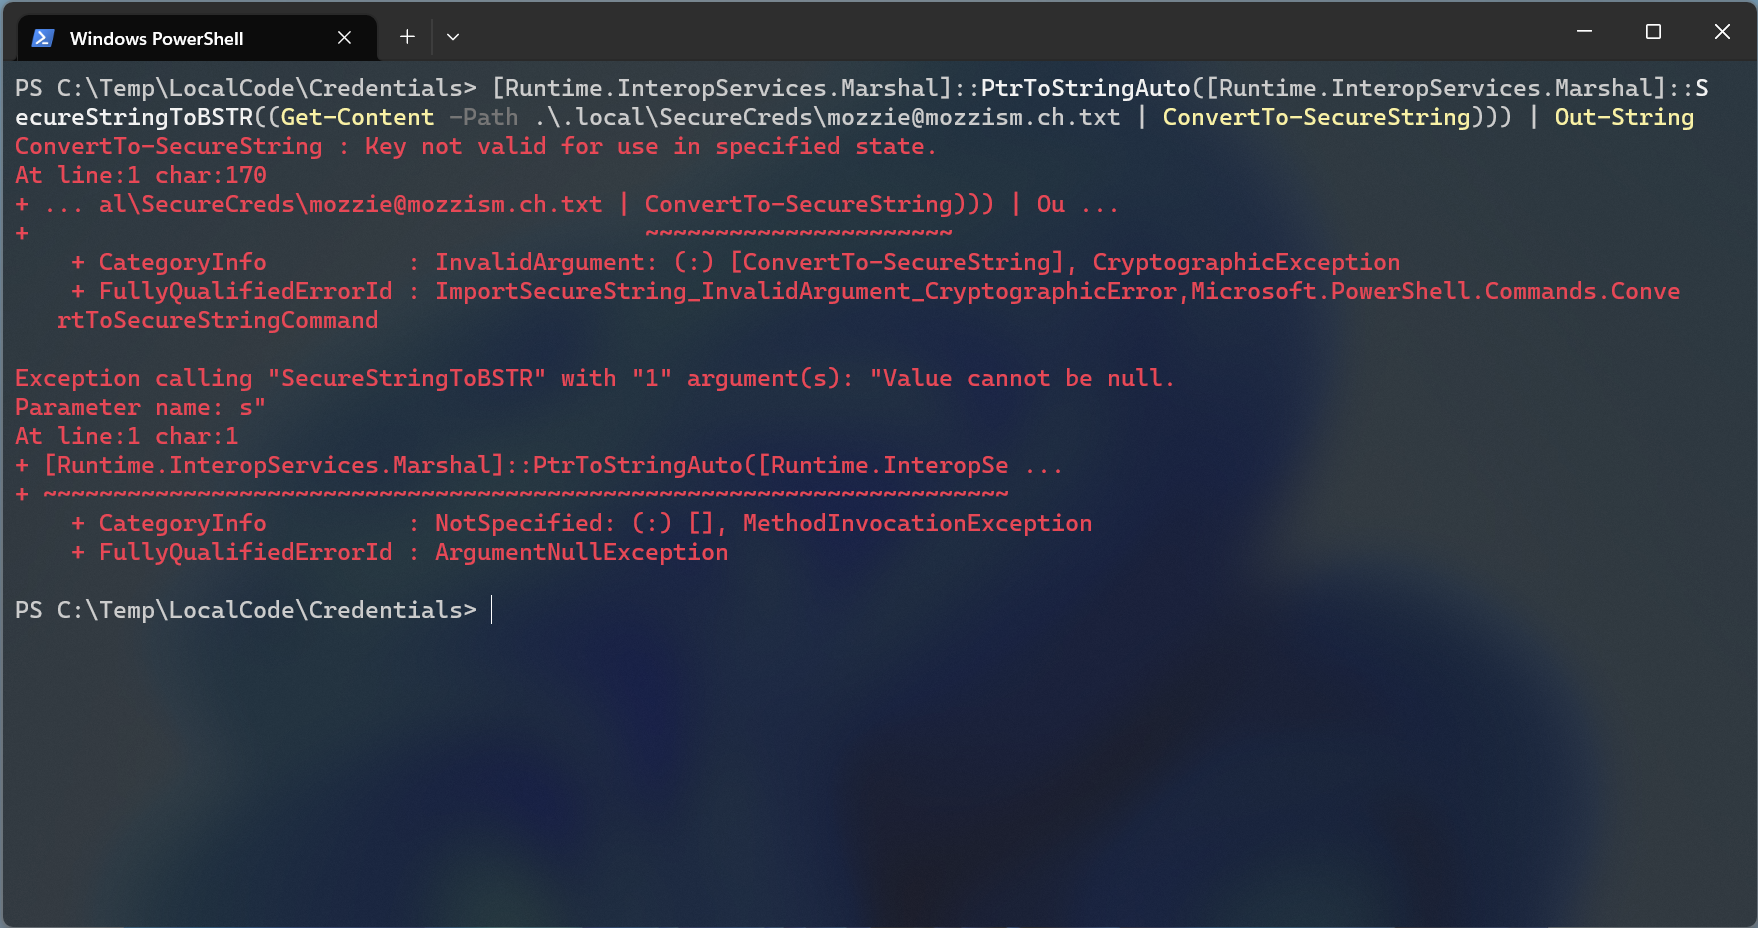 Windows PowerShell
PS C:\Temp\LocalCode\Credentials> [Runtime.InteropServices.Marshal]::PtrToStringAuto([Runtime.InteropServices.Marshal]::S
ecureStringToBSTR((Get-Content -Path .\.local\SecureCreds\mozzie@mozzism.ch.txt | ConvertTo-SecureString))) | Out-String
ConvertTo-SecureString : Key not valid for use in specified state.
At line:1 char:170
+ ... al\SecureCreds\mozzie@mozzism.ch.txt | ConvertTo-SecureString))) | Ou ...
+                                            ~~~~~~~~~~~~~~~~~~~~~~
    + CategoryInfo          : InvalidArgument: (:) [ConvertTo-SecureString], CryptographicException
    + FullyQualifiedErrorId : ImportSecureString_InvalidArgument_CryptographicError,Microsoft.PowerShell.Commands.Conve
   rtToSecureStringCommand
Exception calling "SecureStringToBSTR" with "1" argument(s): "Value cannot be null.
Parameter name: s"
At line:1 char:1
+ [Runtime.InteropServices.Marshal]::PtrToStringAuto([Runtime.InteropSe ...
+ ~~~~~~~~~~~~~~~~~~~~~~~~~~~~~~~~~~~~~~~~~~~~~~~~~~~~~~~~~~~~~~~~~~~~~
    + CategoryInfo          : NotSpecified: (:) [], MethodInvocationException
    + FullyQualifiedErrorId : ArgumentNullException
PS C:\Temp\LocalCode\Credentials>